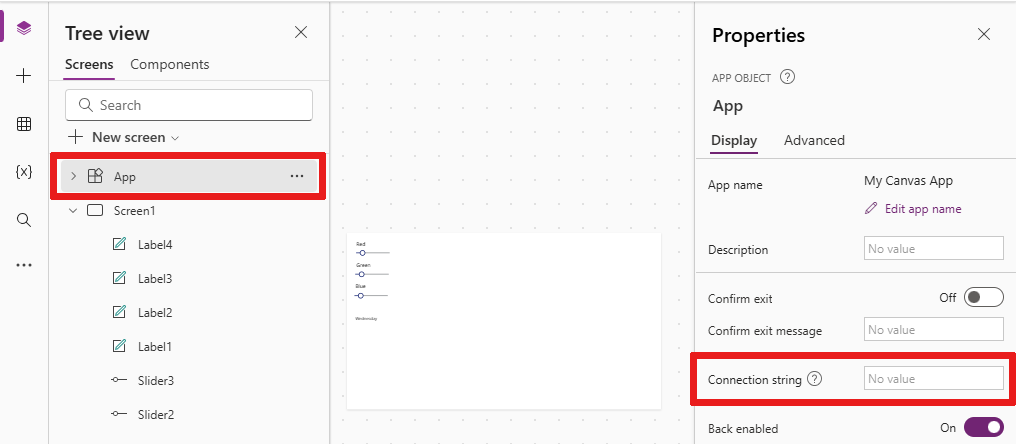 Tree view
Screens Components
Search
New screen
App
Screen1
Label4
Label3
Label2
Label1
Slider3
Slider2
{x}
Red
Green
Blue
Wednesday
Properties
APP OBJECT ?
App
Display Advanced
App name My Canvas App
Edit app name
Description No value
Confirm exit Off
Confirm exit message No value
Connection string ? No value
Back enabled On